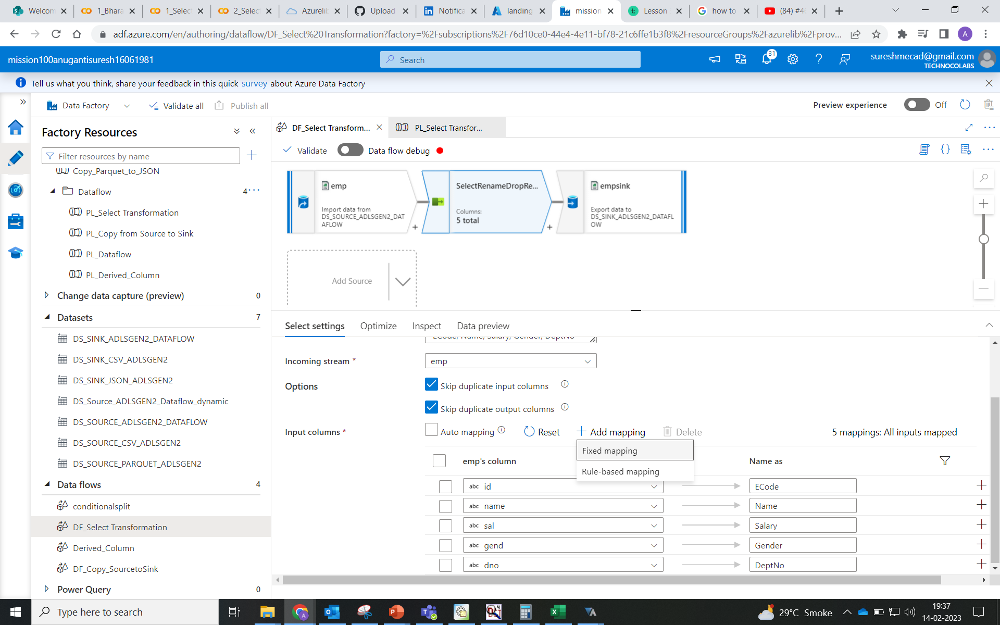 Welcom
1_Bhara
1_Select
2_Select
Azurelib
Upload
Notifica
landing
mission
Lesson
how to
(84) #40
adf.azure.com/en/authoring/dataflow/DF_Select%20Transformation?factory=%2Fsubscriptions%2F76d10ce0-44e4-4e11-bf78-21c6ffe1b3f8%2FresourceGroups%2Fazurelib%2Fprov...
A
mission100anugantisuresh16061981
Search
31
sureshmecad@gmail.com
TECHNOCOLABS
Tell us what you think, share your feedback in this quick survey about Azure Data Factory
Data Factory
Validate all
Publish all
Preview experience
Off
Factory Resources
Filter resources by name
Copy_Parquet_to_JSON
Dataflow
4
PL_Select Transformation
PL_Copy from Source to Sink
PL_Dataflow
PL_Derived_Column
Change data capture (preview)
0
Datasets
7
DS_SINK_ADLSGEN2_DATAFLOW
DS_SINK_CSV_ADLSGEN2
DS_SINK_JSON_ADLSGEN2
DS_Source_ADLSGEN2_Dataflow_dynamic
DS_SOURCE_ADLSGEN2_DATAFLOW
DS_SOURCE_CSV_ADLSGEN2
DS_SOURCE_PARQUET_ADLSGEN2
Data flows
4
conditionalsplit
DF_Select Transformation
Derived_Column
DF_Copy_SourcetoSink
Power Query
0
DF_Select Transform...
PL_Select Transfor...
Validate
Data flow debug
emp
Import data from
DS_SOURCE_ADLSGEN2_DAT
AFLOW
SelectRenameDropRe...
Columns:
5 total
empsink
Export data to
DS_SINK_ADLSGEN2_DATAFL
OW
Add Source
Select settings
Optimize
Inspect
Data preview
ECode, Name, Salary, Gender, DeptNo
Incoming stream *
emp
Options
Skip duplicate input columns
Skip duplicate output columns
Input columns *
Auto mapping
Reset
Add mapping
Delete
5 mappings: All inputs mapped
Fixed mapping
Rule-based mapping
emp's column
Name as
abc id
ECode
abc name
Name
abc sal
Salary
abc gend
Gender
abc dno
DeptNo
Type here to search
29°C Smoke
19:37
14-02-2023